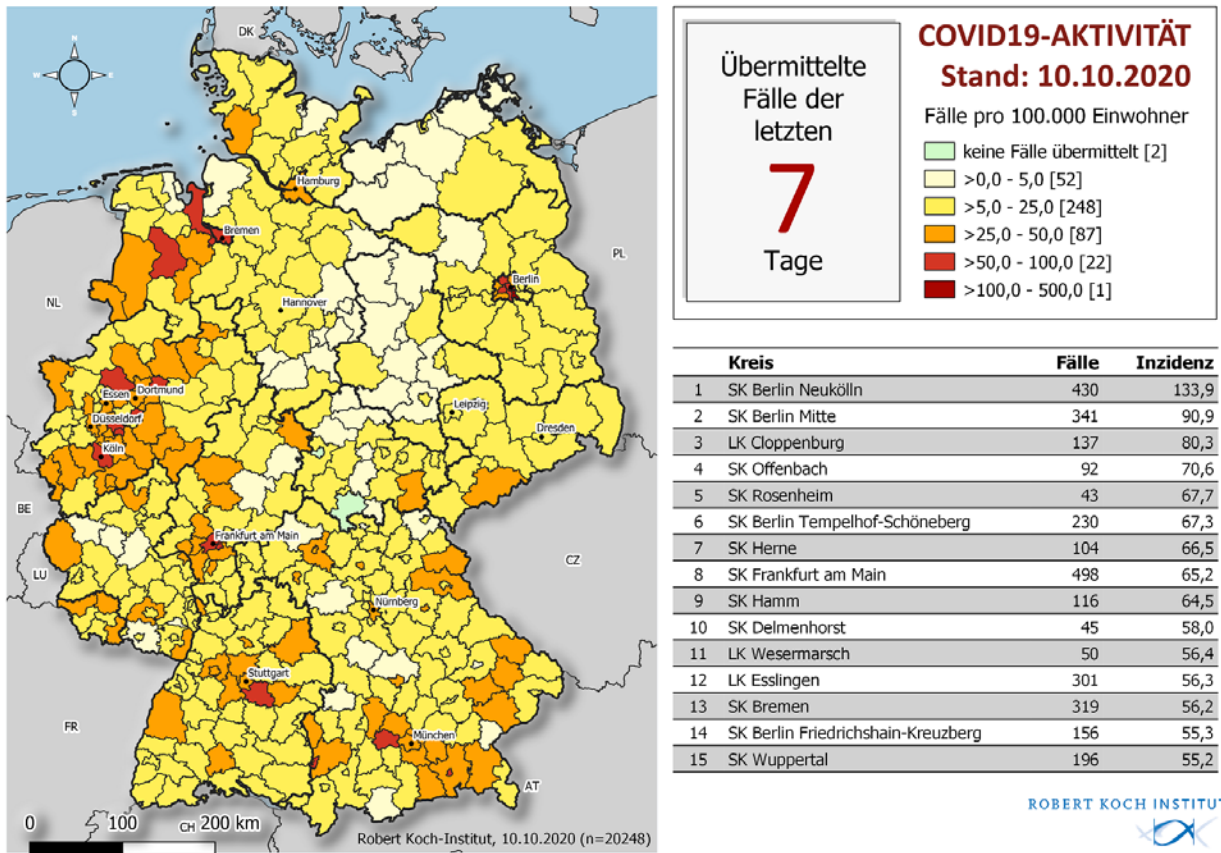 N
W
E
S
DK
PL
NL
BE
LU
CZ
FR
AT
CH
Hamburg
Bremen
Berlin
Hannover
Essen
Dortmund
Düsseldorf
Köln
Leipzig
Dresden
Frankfurt am Main
Nürnberg
Stuttgart
München
0 100 200 km
Robert Koch-Institut, 10.10.2020 (n=20248)
Übermittelte
Fälle der
letzten
7
Tage
COVID19-AKTIVITÄT
Stand: 10.10.2020
Fälle pro 100.000 Einwohner
keine Fälle übermittelt [2]
>0,0 - 5,0 [52]
>5,0 - 25,0 [248]
>25,0 - 50,0 [87]
>50,0 - 100,0 [22]
>100,0 - 500,0 [1]
Kreis Fälle Inzidenz
1 SK Berlin Neukölln 430 133,9
2 SK Berlin Mitte 341 90,9
3 LK Cloppenburg 137 80,3
4 SK Offenbach 92 70,6
5 SK Rosenheim 43 67,7
6 SK Berlin Tempelhof-Schöneberg 230 67,3
7 SK Herne 104 66,5
8 SK Frankfurt am Main 498 65,2
9 SK Hamm 116 64,5
10 SK Delmenhorst 45 58,0
11 LK Wesermarsch 50 56,4
12 LK Esslingen 301 56,3
13 SK Bremen 319 56,2
14 SK Berlin Friedrichshain-Kreuzberg 156 55,3
15 SK Wuppertal 196 55,2
ROBERT KOCH INSTITUT